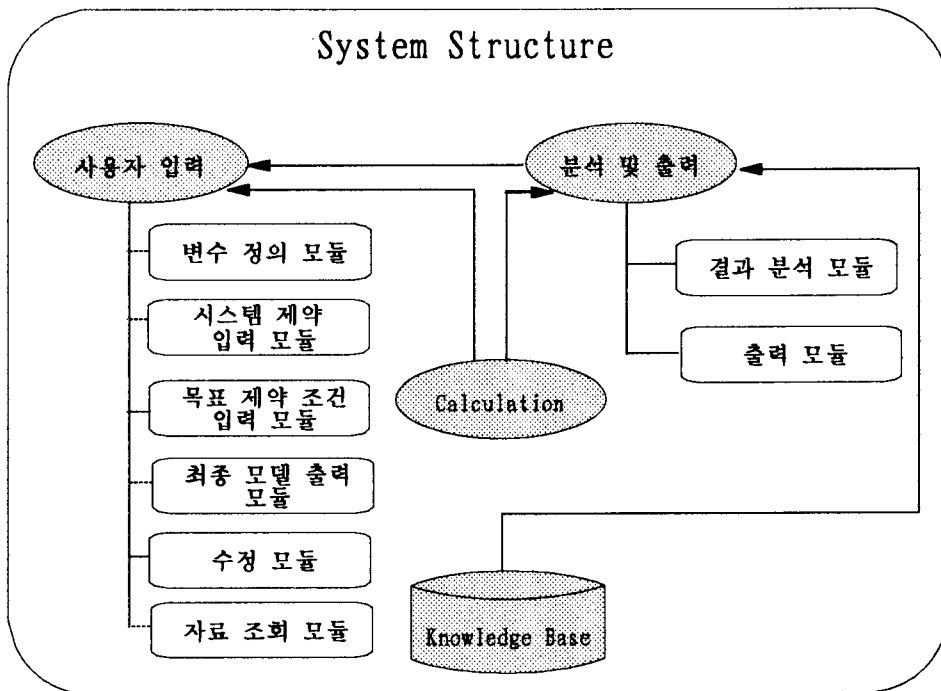 System Structure
사용자 입력
변수 정의 모듈
시스템 제약
입력 모듈
목표 제약 조건
입력 모듈
최종 모델 출력
모듈
수정 모듈
자료 조회 모듈
분석 및 출력
결과 분석 모듈
출력 모듈
Calculation
Knowledge Base